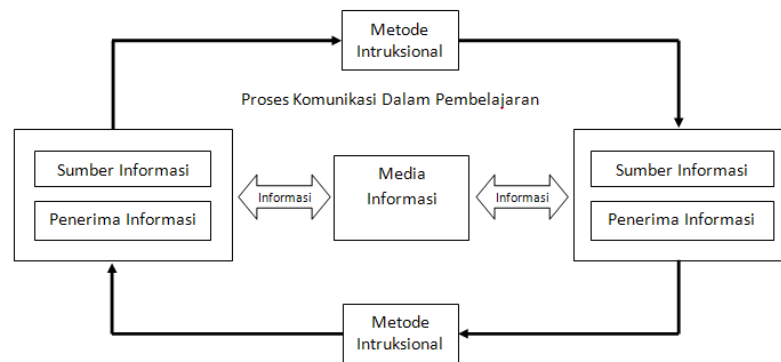 Metode
Intruksional
Proses Komunikasi Dalam Pembelajaran
Sumber Informasi
Penerima Informasi
Informasi
Media
Informasi
Informasi
Sumber Informasi
Penerima Informasi
Metode
Intruksional